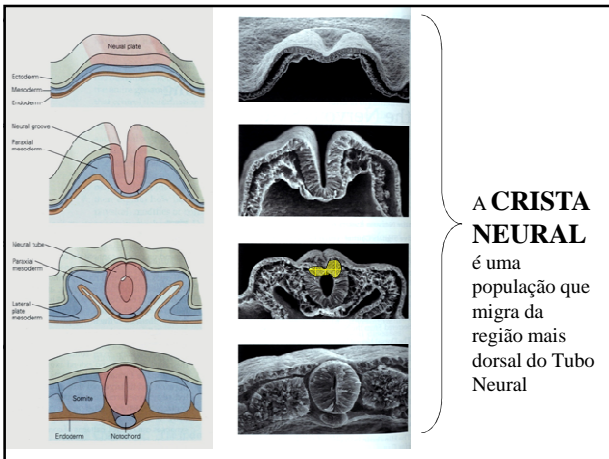 Neural plate
Ectoderm
Mesoderm
Endoderm
Neural groove
Paraxial
mesoderm
Neural tube
Paraxial
mesoderm
Lateral
plate
mesoderm
Somite
Endoderm
Notochord
A CRISTA
NEURAL
é uma
população que
migra da
região mais
dorsal do Tubo
Neural